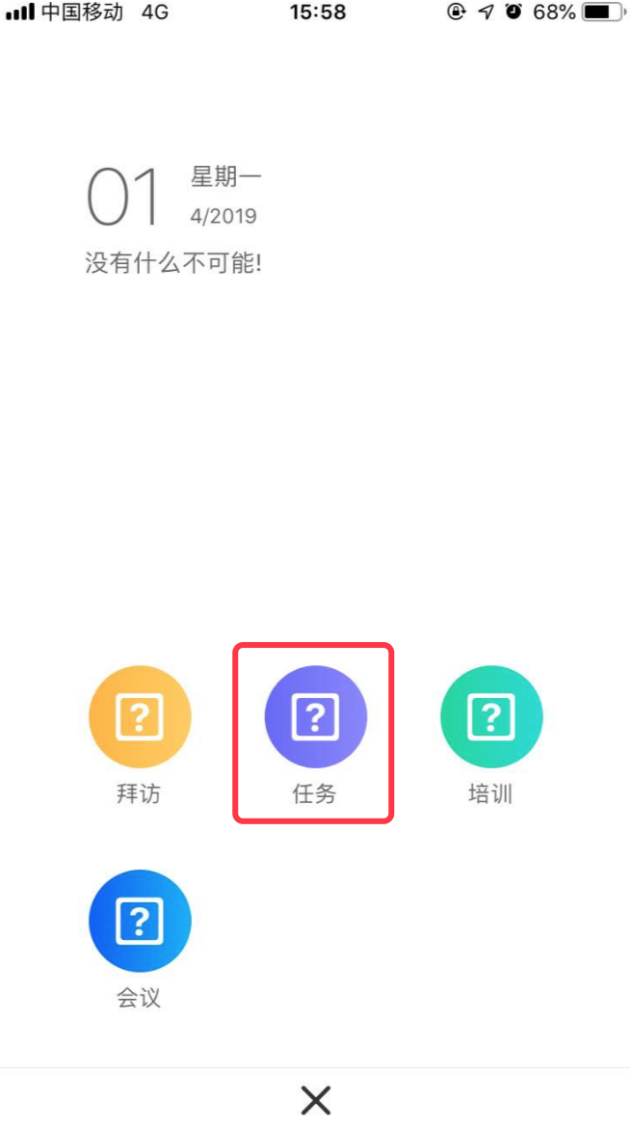 中国移动 4G 15:58 68%
01 星期一
4/2019
没有什么不可能!
? ? ?
拜访 任务 培训
?
会议